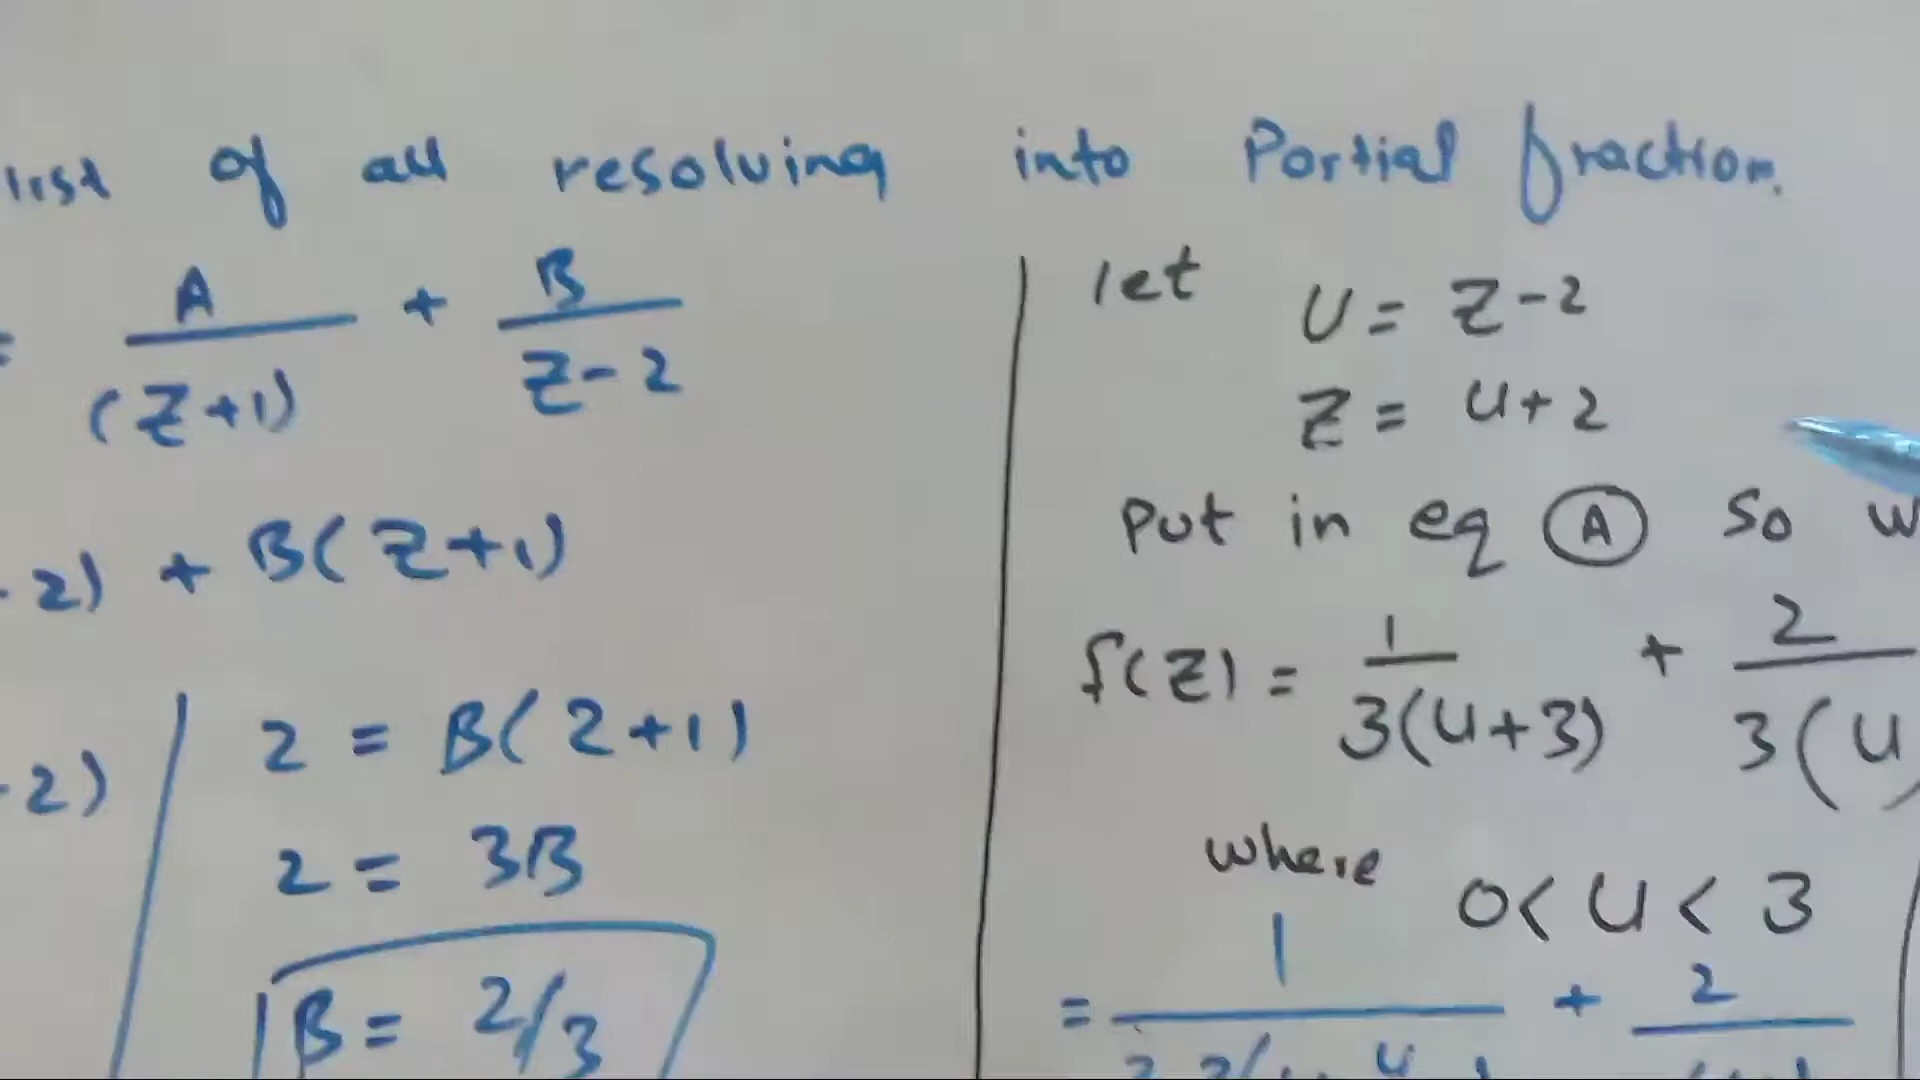 list of all resolving into Partial fraction.
= A/(Z+1) + B/Z-2
2) + B(Z+1)
-2)
2 = B(2+1)
2 = 3B
B = 2/3
let U = Z-2
Z = U+2
Put in eq (A) so w
f(Z) = 1/3(U+3) + 2/3(U
where 0< U < 3
= 1/ + 2/